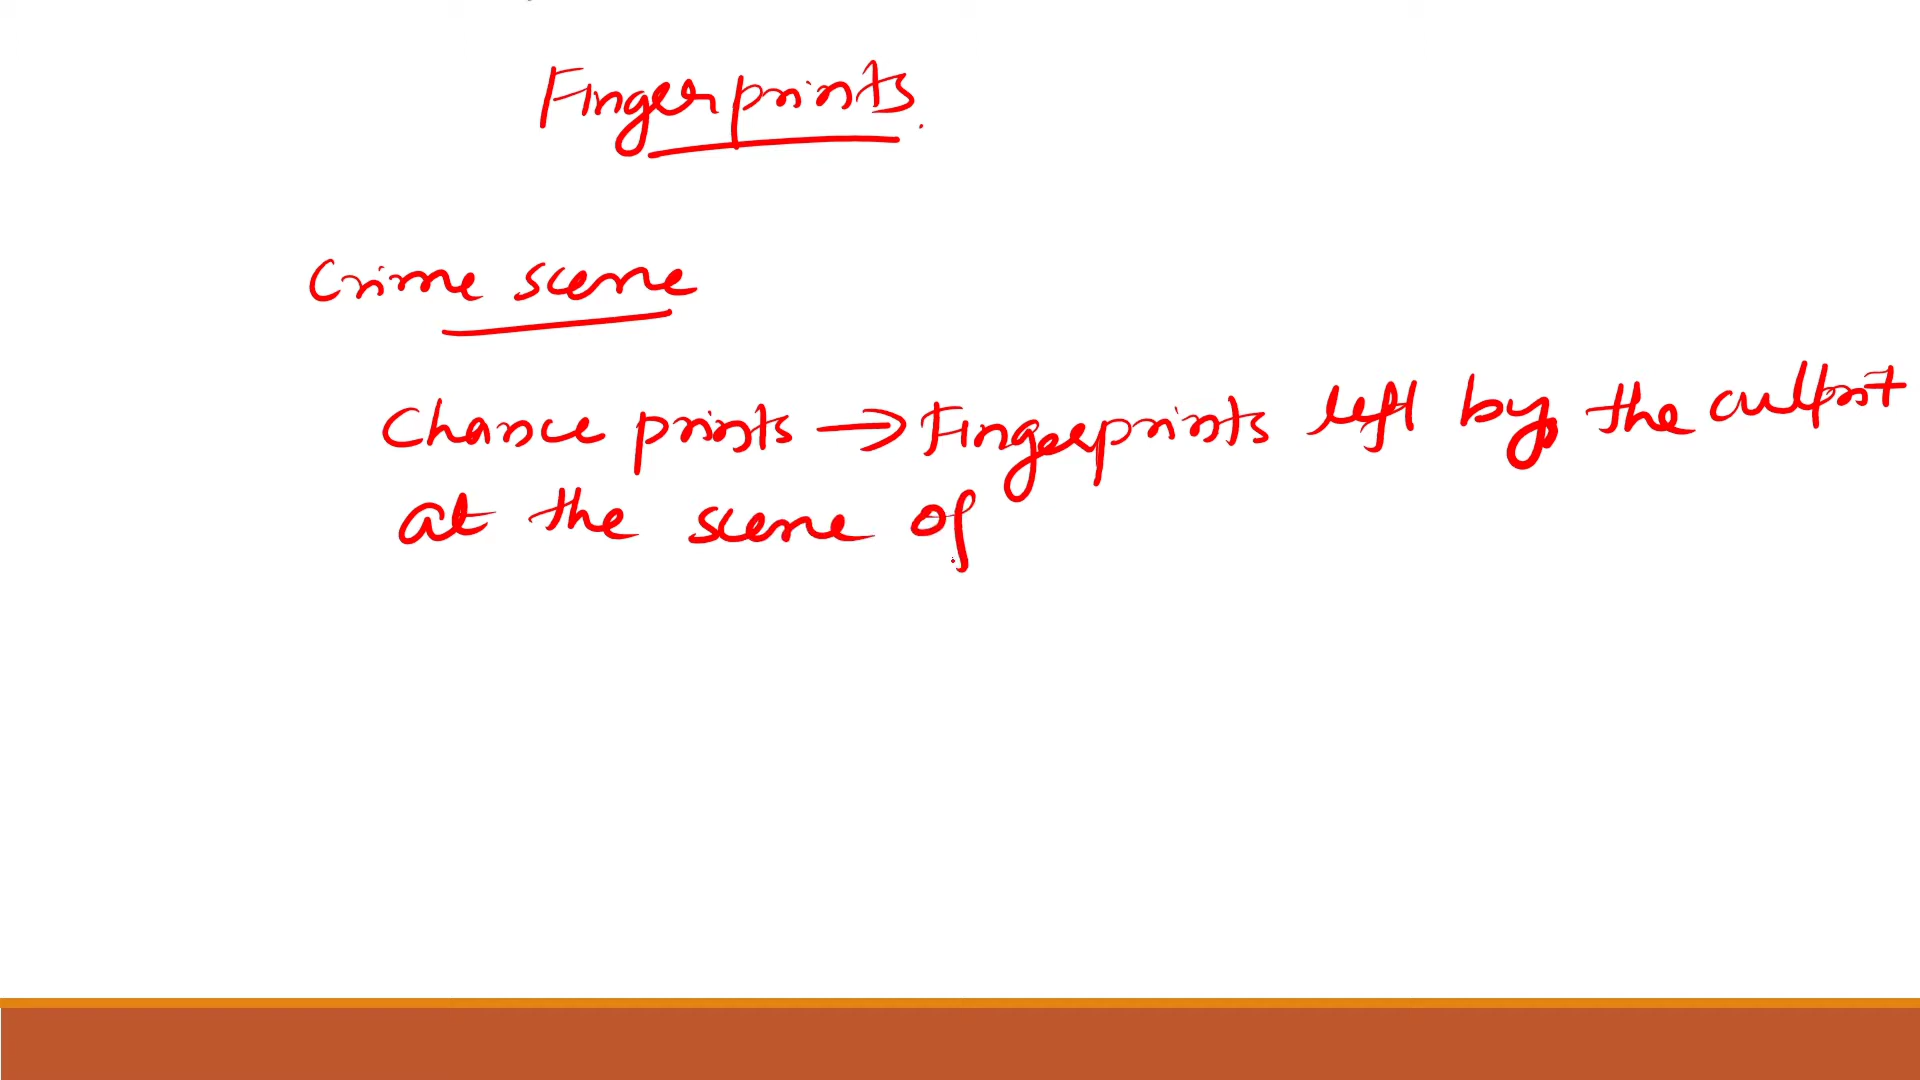 Fingerprints.
Crime scene
Chance prints → Fingerprints left by the culprit
at the scene of